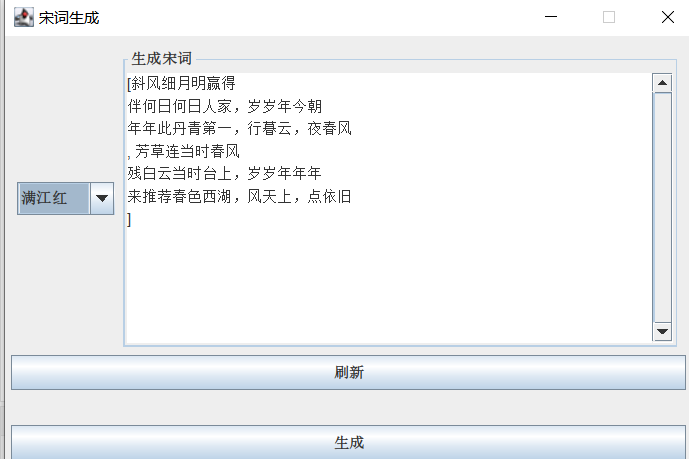 宋词生成
生成宋词
[斜风细月明赢得
伴何日何日人家，岁岁年今朝
年年此丹青第一，行暮云，夜春风
, 芳草连当时春风
残白云当时台上，岁岁年年年
来推荐春色西湖，风天上，点依旧
]
满江红
刷新
生成